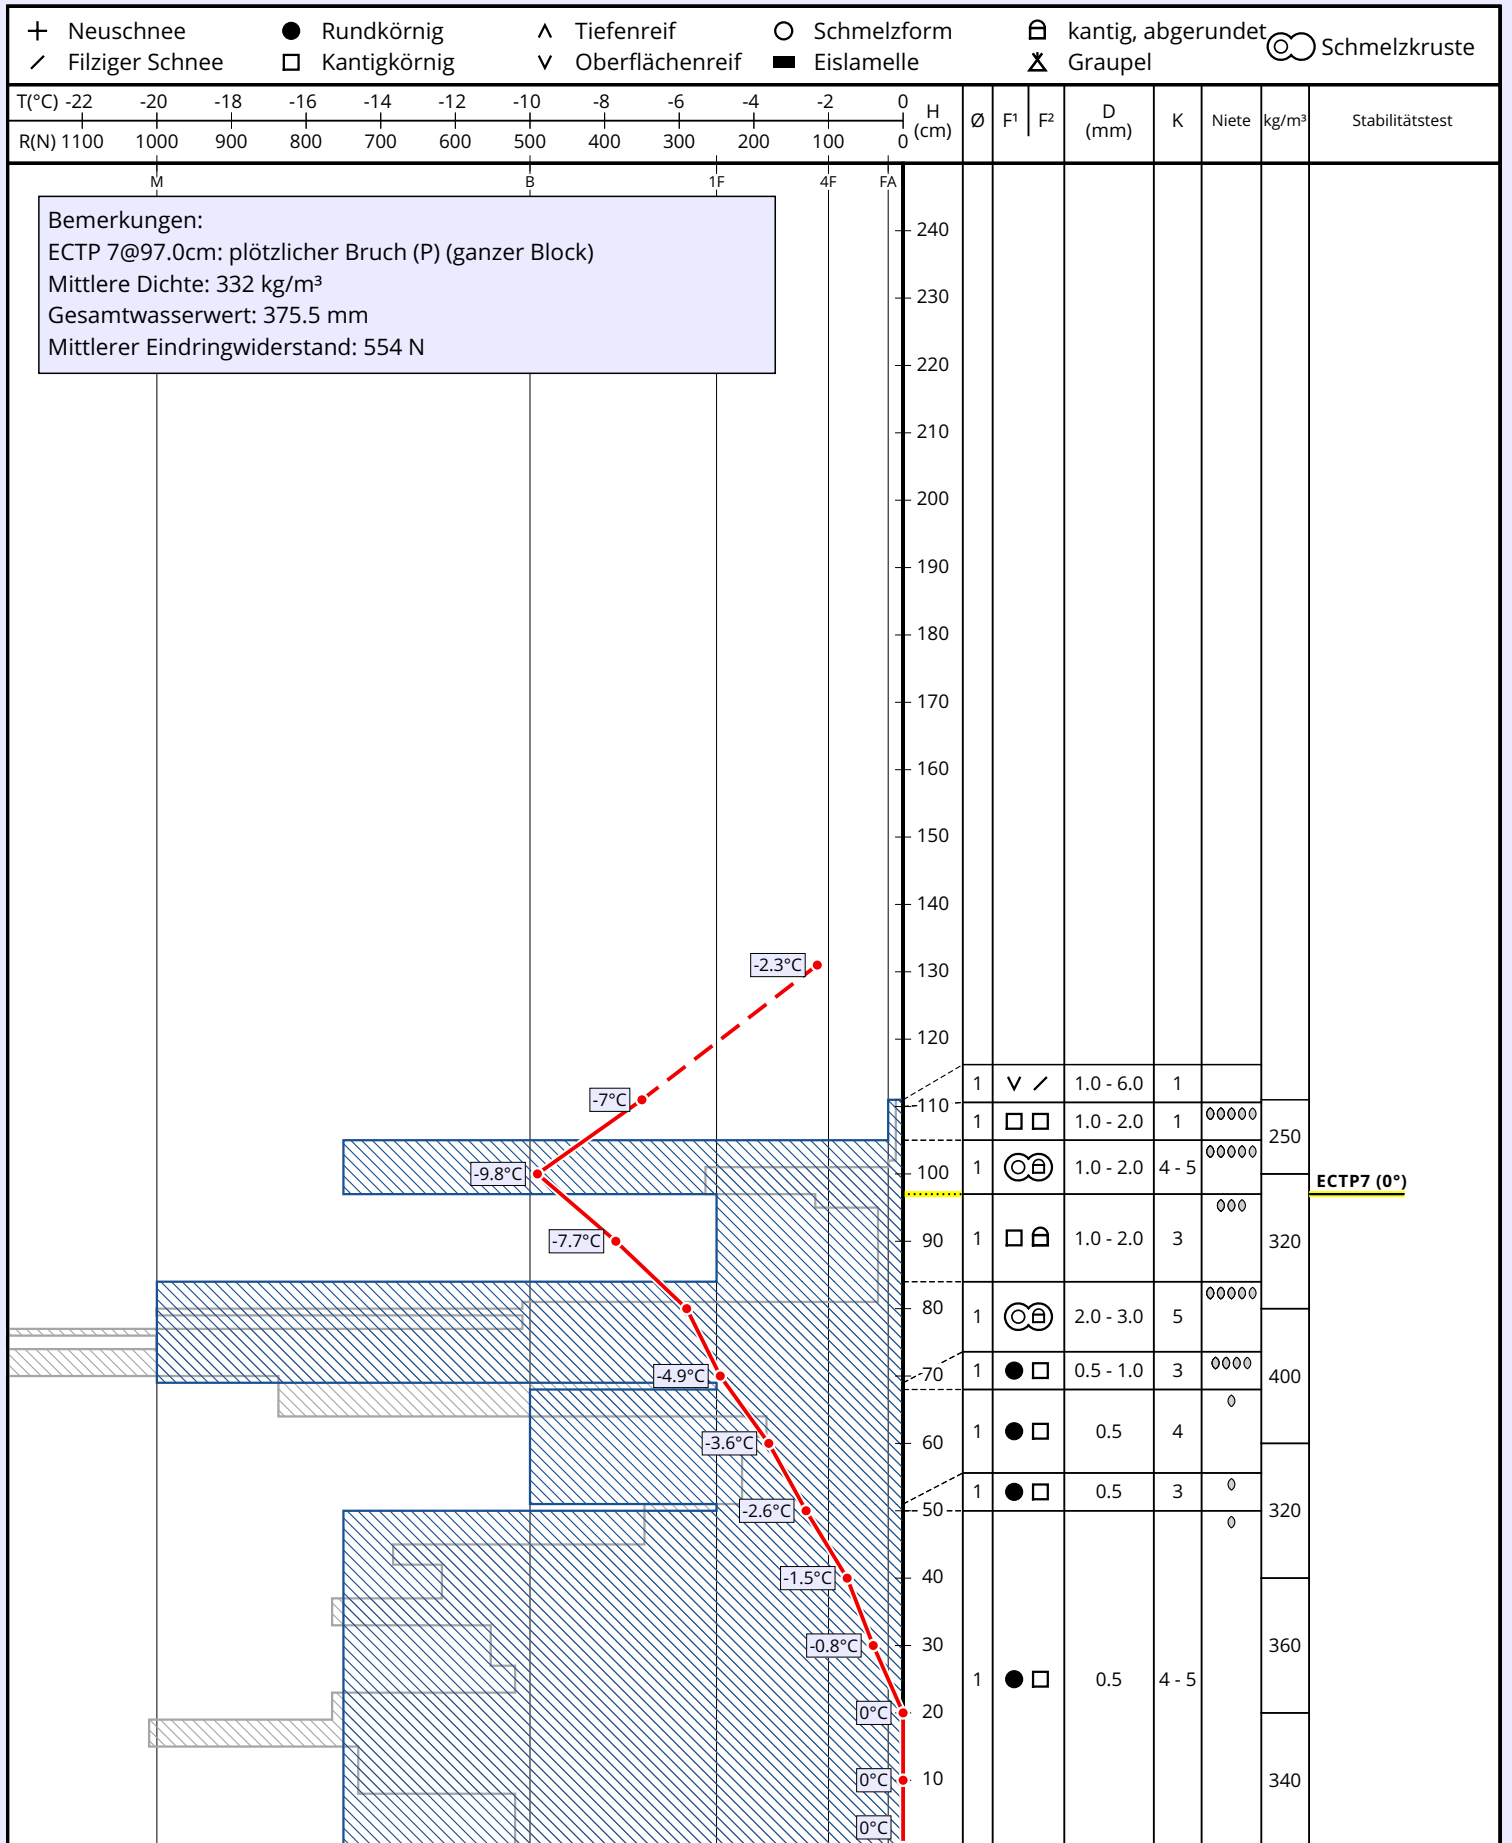 Neuschnee Rundkörnig Tiefenreif Schmelzform kantig, abgerundet Schmelzkruste
Filziger Schnee Kantigkörnig Oberflächenreif Eislamelle Graupel
T(°C) -22 -20 -18 -16 -14 -12 -10 -8 -6 -4 -2 0
R(N) 1100 1000 900 800 700 600 500 400 300 200 100 0
H (cm) Ø F¹ F² D (mm) K Niete kg/m³ Stabilitätstest
M B 1F 4F FA
Bemerkungen:
ECTP 7@97.0cm: plötzlicher Bruch (P) (ganzer Block)
Mittlere Dichte: 332 kg/m³
Gesamtwasserwert: 375.5 mm
Mittlerer Eindringwiderstand: 554 N
240
230
220
210
200
190
180
170
160
150
140
-2.3°C 130
120
1 1.0 - 6.0 1
-7°C 110
1 1.0 - 2.0 1
250
1 1.0 - 2.0 4 - 5
-9.8°C 100
ECTP7 (0°)
-7.7°C 90 1 1.0 - 2.0 3 320
80 1 2.0 - 3.0 5
-4.9°C 70 1 0.5 - 1.0 3 400
1 0.5 4
-3.6°C 60
1 0.5 3
-2.6°C 50 320
-1.5°C 40
-0.8°C 30 360
1 0.5 4 - 5
0°C 20
0°C 10 340
0°C